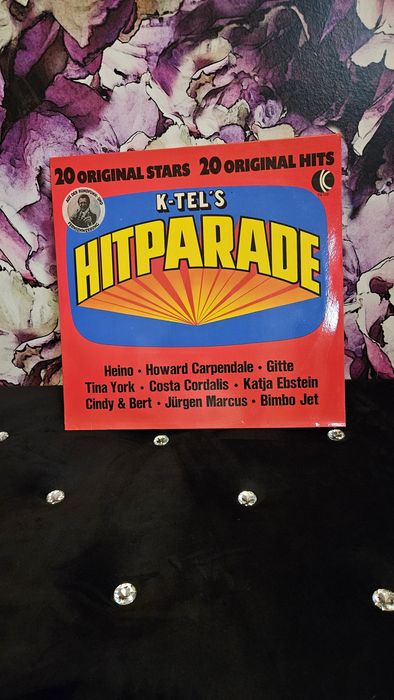 20 ORIGINAL STARS 20 ORIGINAL HITS
K-TEL'S
HITPARADE
Heino • Howard Carpendale • Gitte
Tina York • Costa Cordalis • Katja Ebstein
Cindy & Bert • Jürgen Marcus • Bimbo Jet